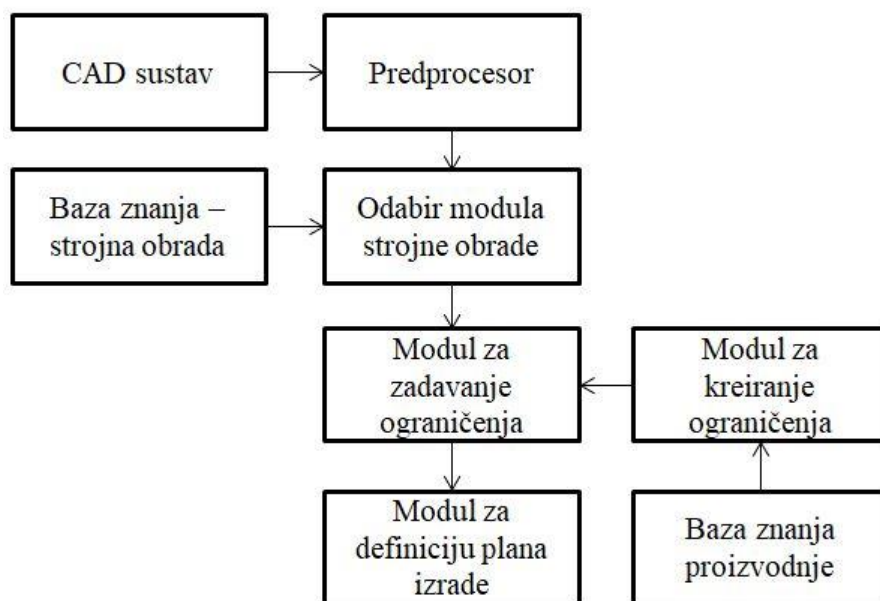 CAD sustav
Predprocesor
Baza znanja –
strojna obrada
Odabir modula
strojne obrade
Modul za
zadavanje
ograničenja
Modul za
kreiranje
ograničenja
Modul za
definiciju plana
izrade
Baza znanja
proizvodnje